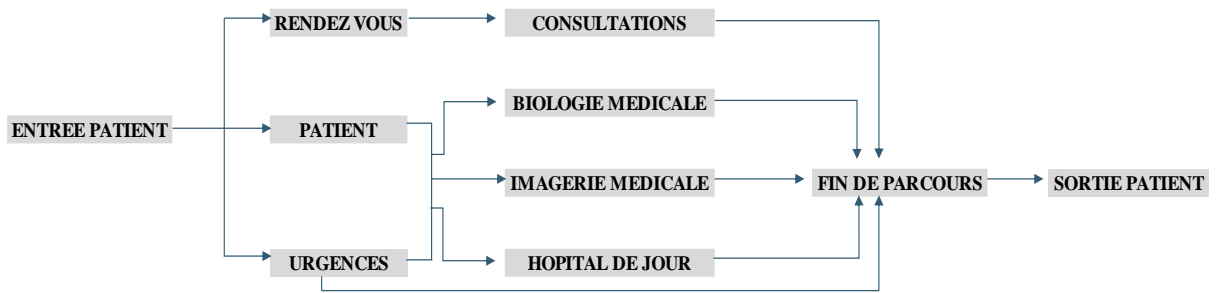 RENDEZ VOUS
CONSULTATIONS
BIOLOGIE MEDICALE
ENTREE PATIENT
PATIENT
IMAGERIE MEDICALE
FIN DE PARCOURS
SORTIE PATIENT
URGENCES
HOPITAL DE JOUR